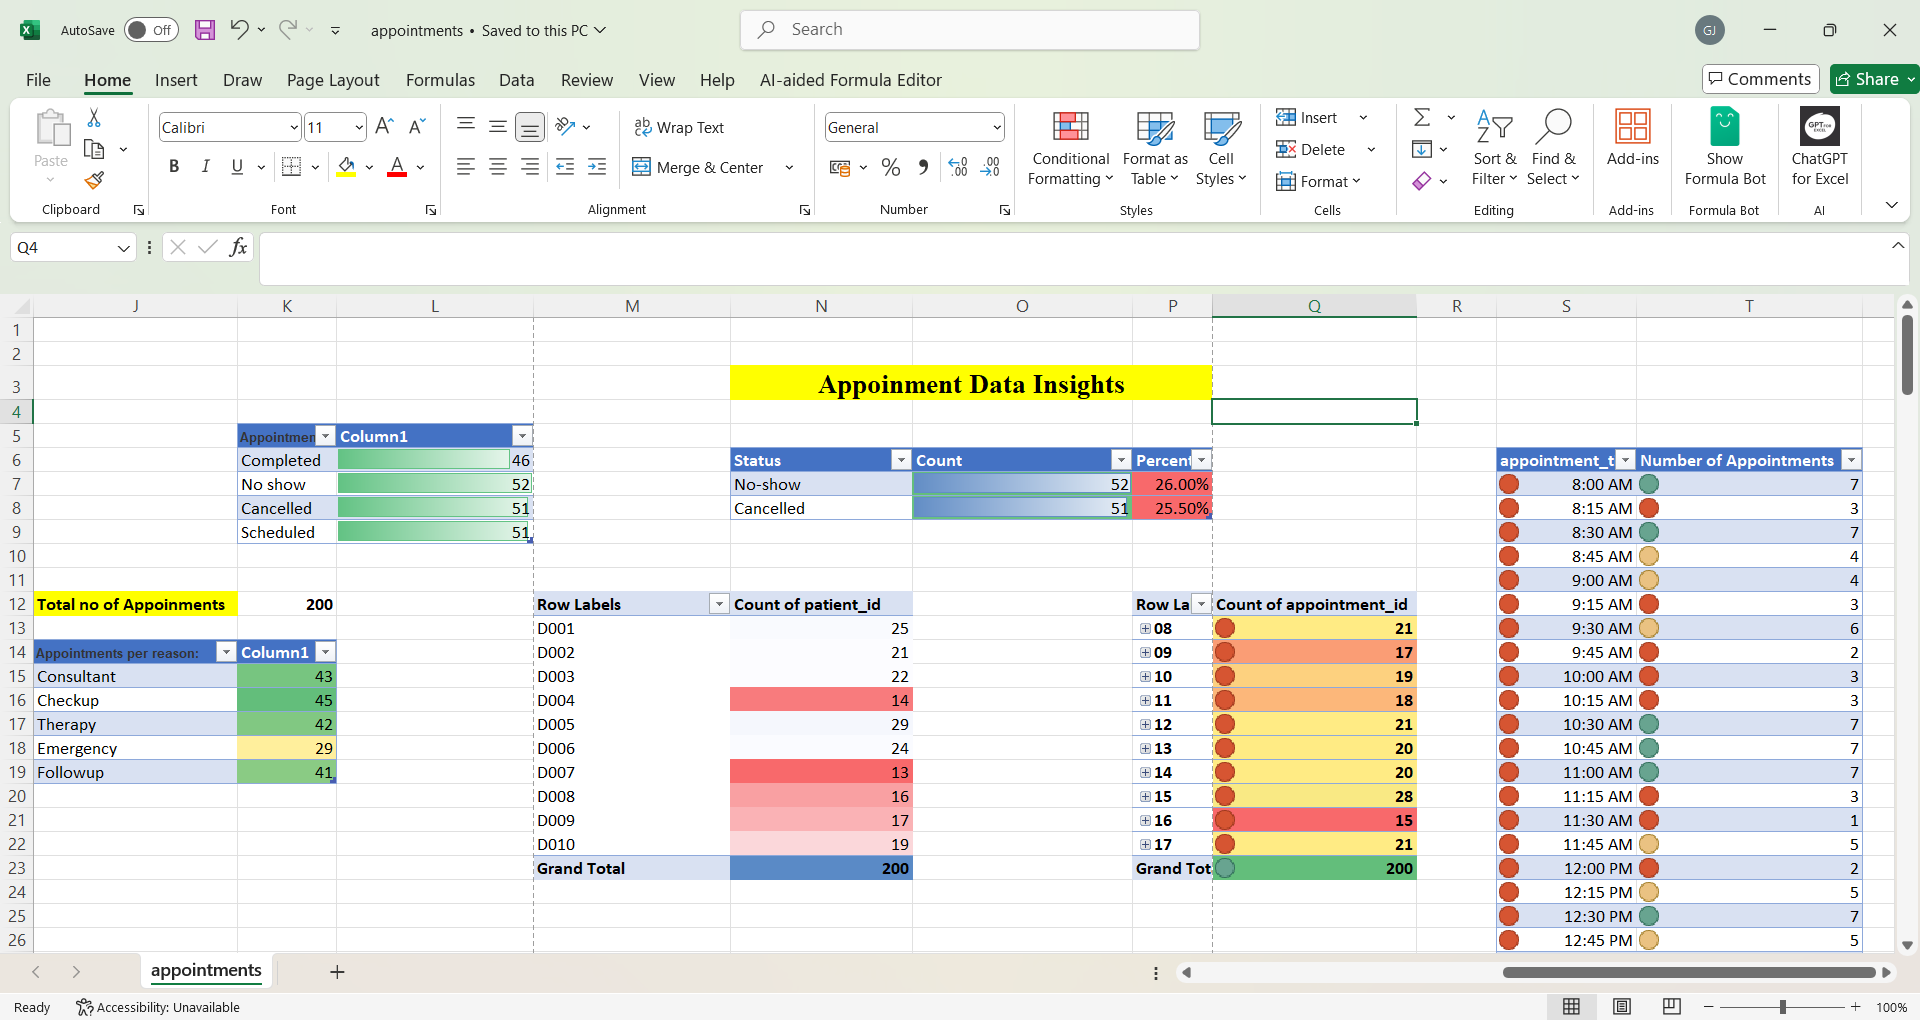 AutoSave Off appointments • Saved to this PC Search GJ
File Home Insert Draw Page Layout Formulas Data Review View Help AI-aided Formula Editor Comments Share
Paste
Clipboard
Calibri 11
B I U A
Font
Wrap Text
Merge & Center
Alignment
General
Number
Conditional Formatting
Format as Table
Cell Styles
Styles
Insert
Delete
Format
Cells
Sort & Filter
Find & Select
Editing
Add-ins
Add-ins
Show Formula Bot
Formula Bot
GPT FOR EXCEL
ChatGPT for Excel
AI
Q4 fx
J K L M N O P Q R S T
1
2
3 Appoinment Data Insights
4
5 Appointmen Column1
6 Completed 46 Status Count Percent appointment_t Number of Appointments
7 No show 52 No-show 52 26.00% 8:00 AM 7
8 Cancelled 51 Cancelled 51 25.50% 8:15 AM 3
9 Scheduled 51 8:30 AM 7
10 8:45 AM 4
11 9:00 AM 4
12 Total no of Appoinments 200 Row Labels Count of patient_id Row La Count of appointment_id 9:15 AM 3
13 D001 25 08 21 9:30 AM 6
14 Appointments per reason: Column1 D002 21 09 17 9:45 AM 2
15 Consultant 43 D003 22 10 19 10:00 AM 3
16 Checkup 45 D004 14 11 18 10:15 AM 3
17 Therapy 42 D005 29 12 21 10:30 AM 7
18 Emergency 29 D006 24 13 20 10:45 AM 7
19 Followup 41 D007 13 14 20 11:00 AM 7
20 D008 16 15 28 11:15 AM 3
21 D009 17 16 15 11:30 AM 1
22 D010 19 17 21 11:45 AM 5
23 Grand Total 200 Grand Tot 200 12:00 PM 2
24 12:15 PM 5
25 12:30 PM 7
26 12:45 PM 5
appointments
Ready Accessibility: Unavailable 100%